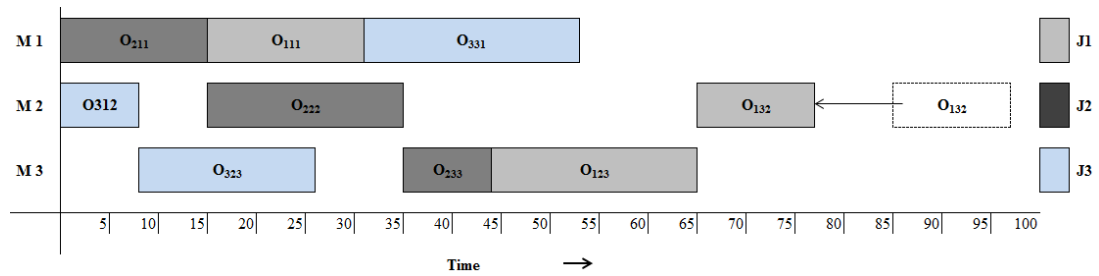 M 1 O₂₁₁ O₁₁₁ O₃₃₁ J1
M 2 O312 O₂₂₂ O₁₃₂ O₁₃₂ J2
M 3 O₃₂₃ O₂₃₃ O₁₂₃ J3
5 10 15 20 25 30 35 40 45 50 55 60 65 70 75 80 85 90 95 100
Time